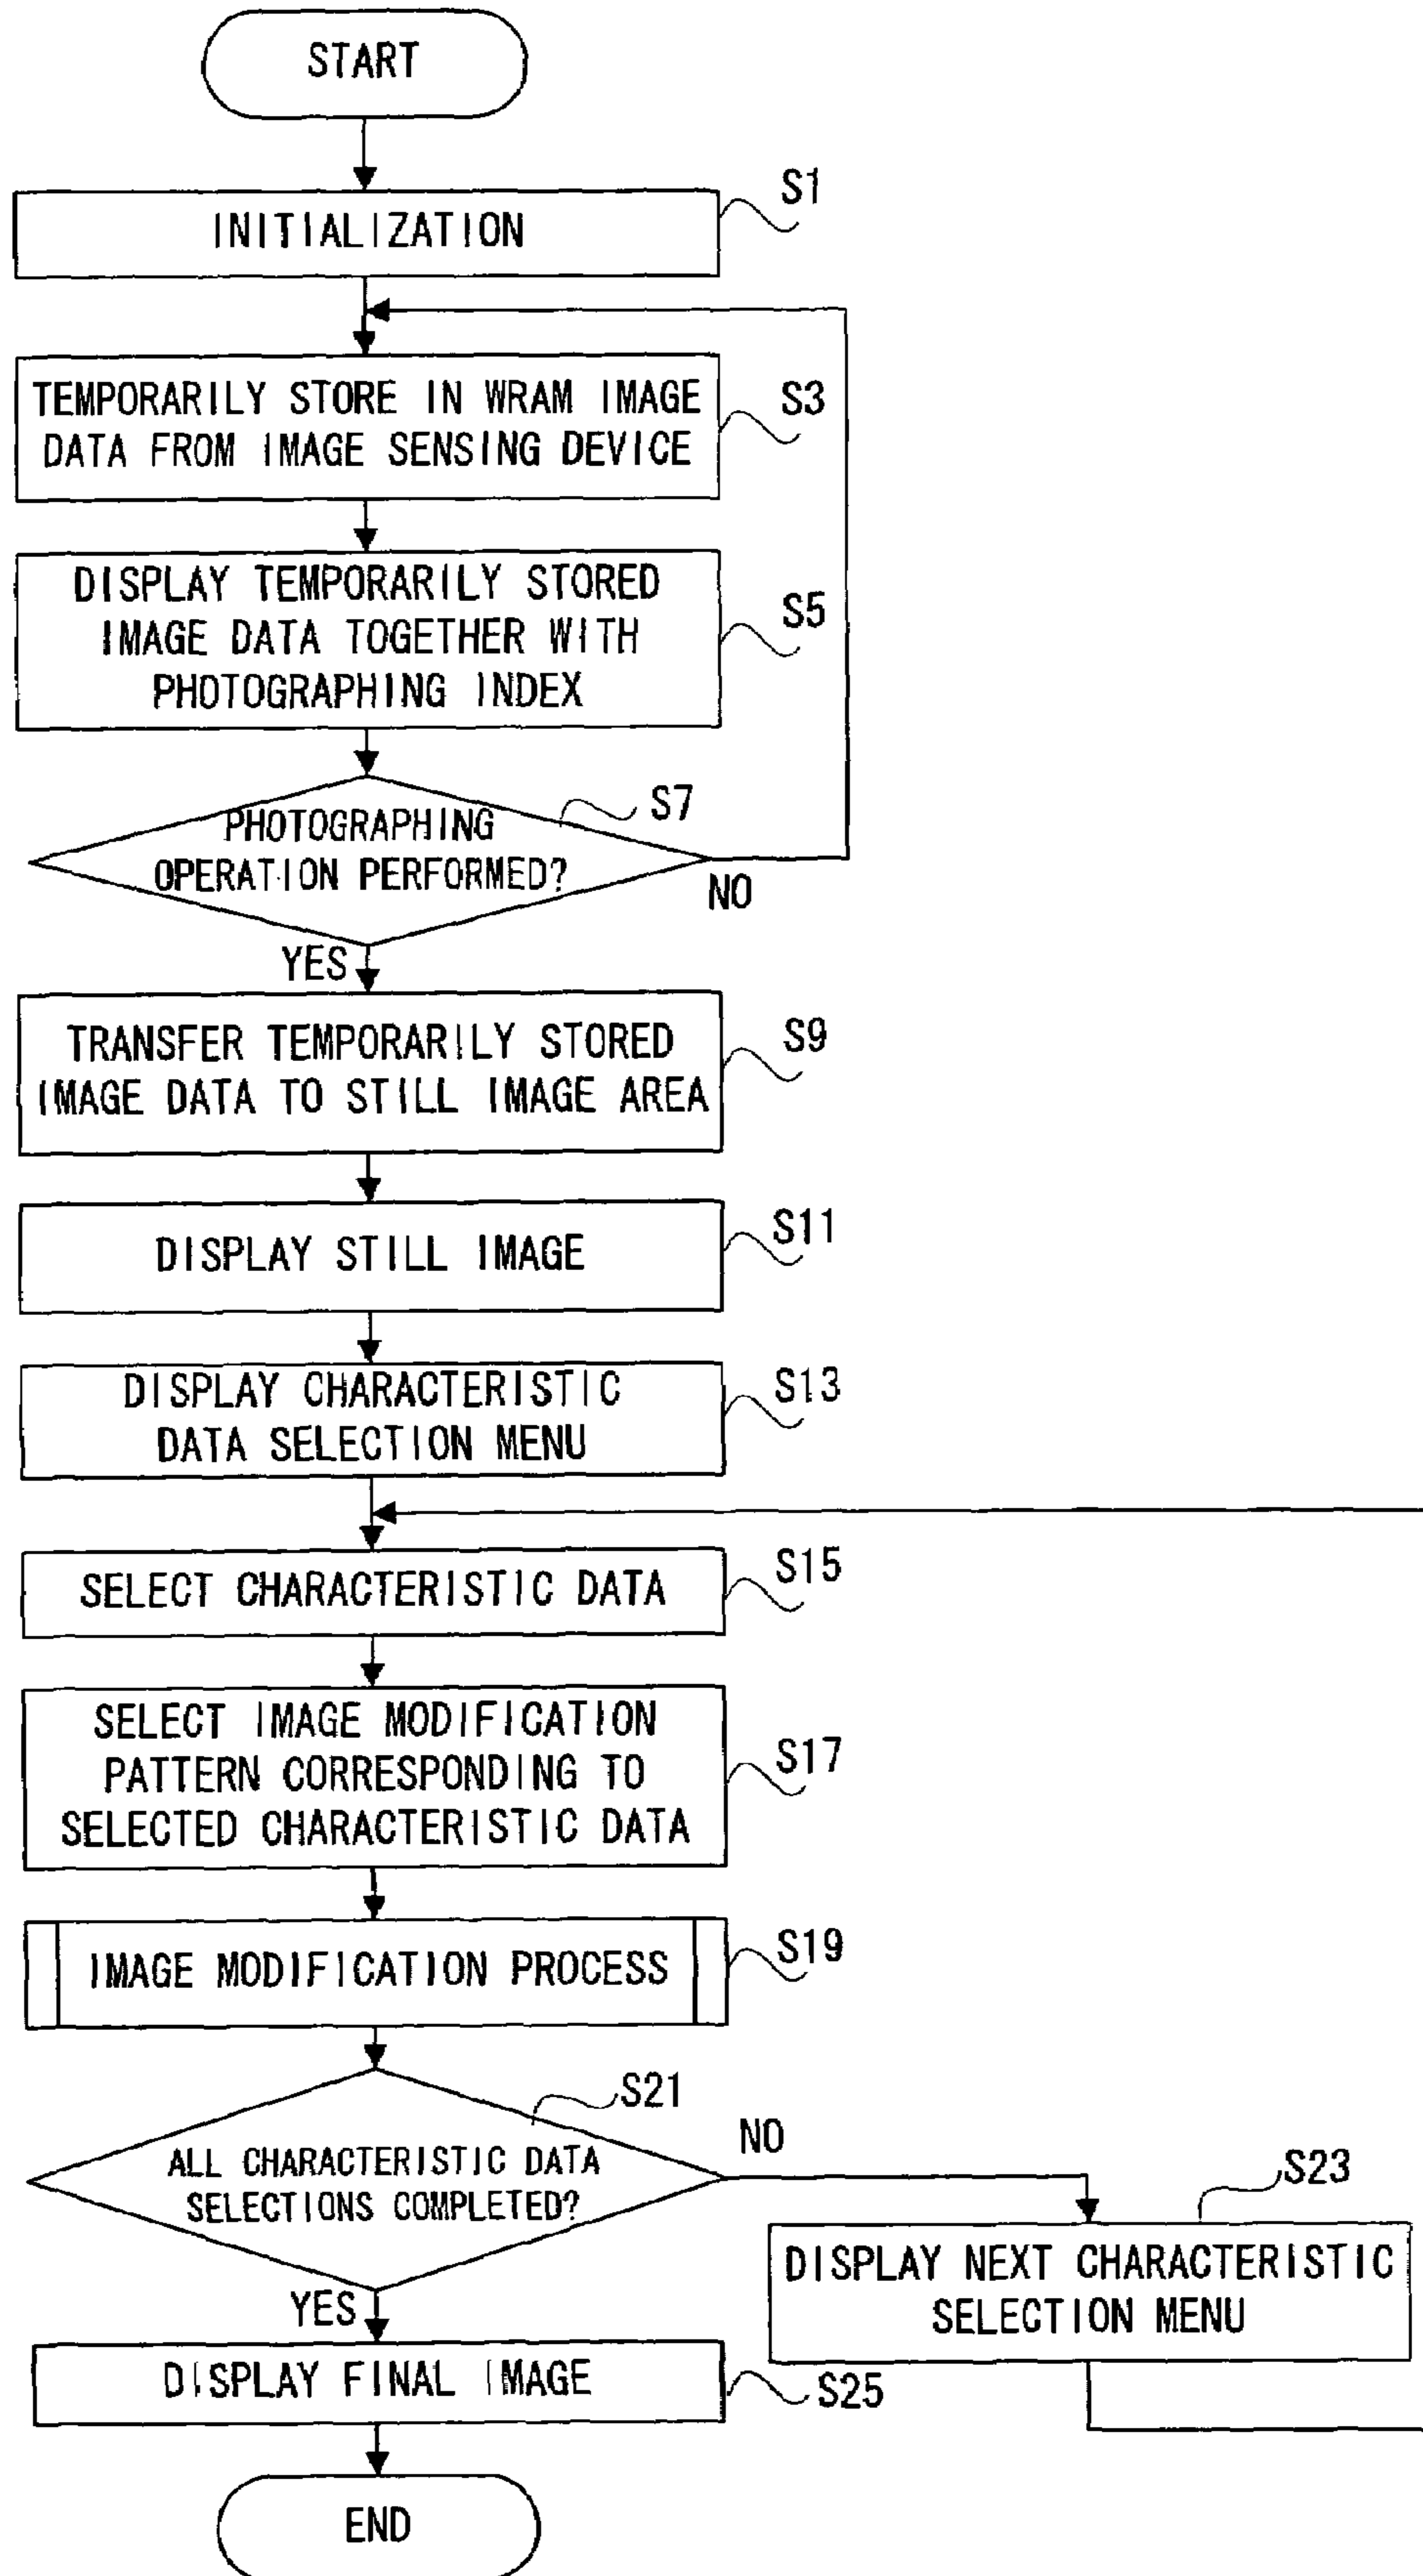 START
S1
INITIALIZATION
S3
TEMPORARILY STORE IN WRAM IMAGE
DATA FROM IMAGE SENSING DEVICE
S5
DISPLAY TEMPORARILY STORED
IMAGE DATA TOGETHER WITH
PHOTOGRAPHING INDEX
S7
PHOTOGRAPHING
OPERATION PERFORMED?
NO
YES
S9
TRANSFER TEMPORARILY STORED
IMAGE DATA TO STILL IMAGE AREA
S11
DISPLAY STILL IMAGE
S13
DISPLAY CHARACTERISTIC
DATA SELECTION MENU
S15
SELECT CHARACTERISTIC DATA
S17
SELECT IMAGE MODIFICATION
PATTERN CORRESPONDING TO
SELECTED CHARACTERISTIC DATA
S19
IMAGE MODIFICATION PROCESS
S21
NO
ALL CHARACTERISTIC DATA
SELECTIONS COMPLETED?
S23
DISPLAY NEXT CHARACTERISTIC
SELECTION MENU
YES
DISPLAY FINAL IMAGE
S25
END